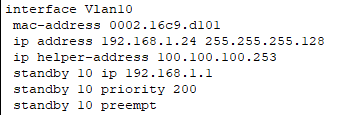 interface Vlan10
mac-address 0002.16c9.d101
ip address 192.168.1.24 255.255.255.128
ip helper-address 100.100.100.253
standby 10 ip 192.168.1.1
standby 10 priority 200
standby 10 preempt